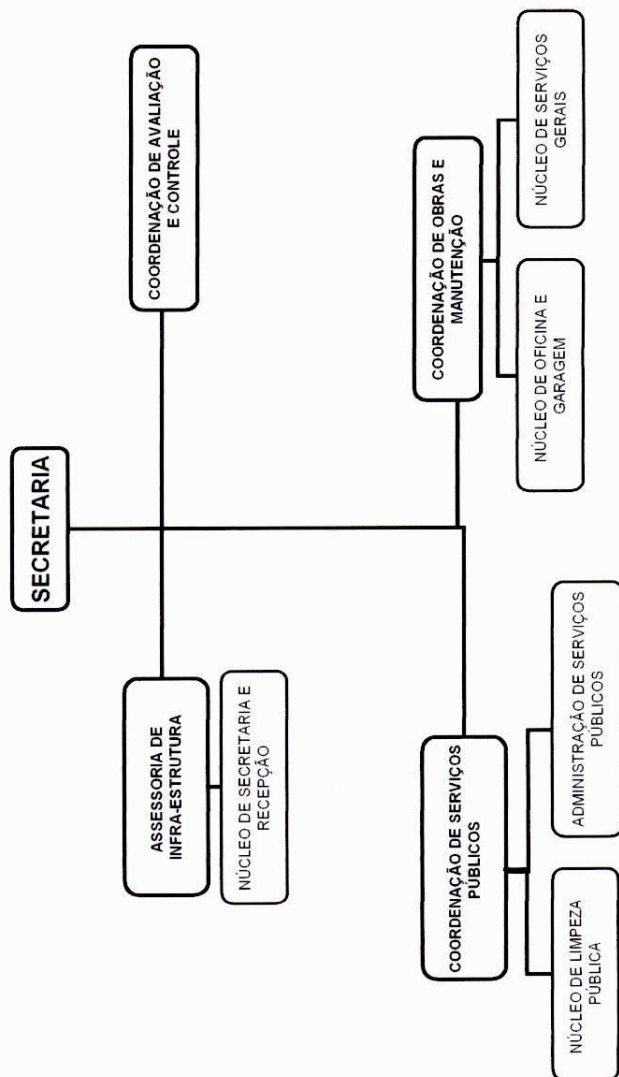 SECRETARIA
ASSESSORIA DE
INFRA-ESTRUTURA
NÚCLEO DE SECRETARIA E
RECEPÇÃO
COORDENAÇÃO DE AVALIAÇÃO
E CONTROLE
COORDENAÇÃO DE SERVIÇOS
PÚBLICOS
NÚCLEO DE LIMPEZA
PÚBLICA
ADMINISTRAÇÃO DE SERVIÇOS
PÚBLICOS
COORDENAÇÃO DE OBRAS E
MANUTENÇÃO
NÚCLEO DE OFICINA E
GARAGEM
NÚCLEO DE SERVIÇOS
GERAIS